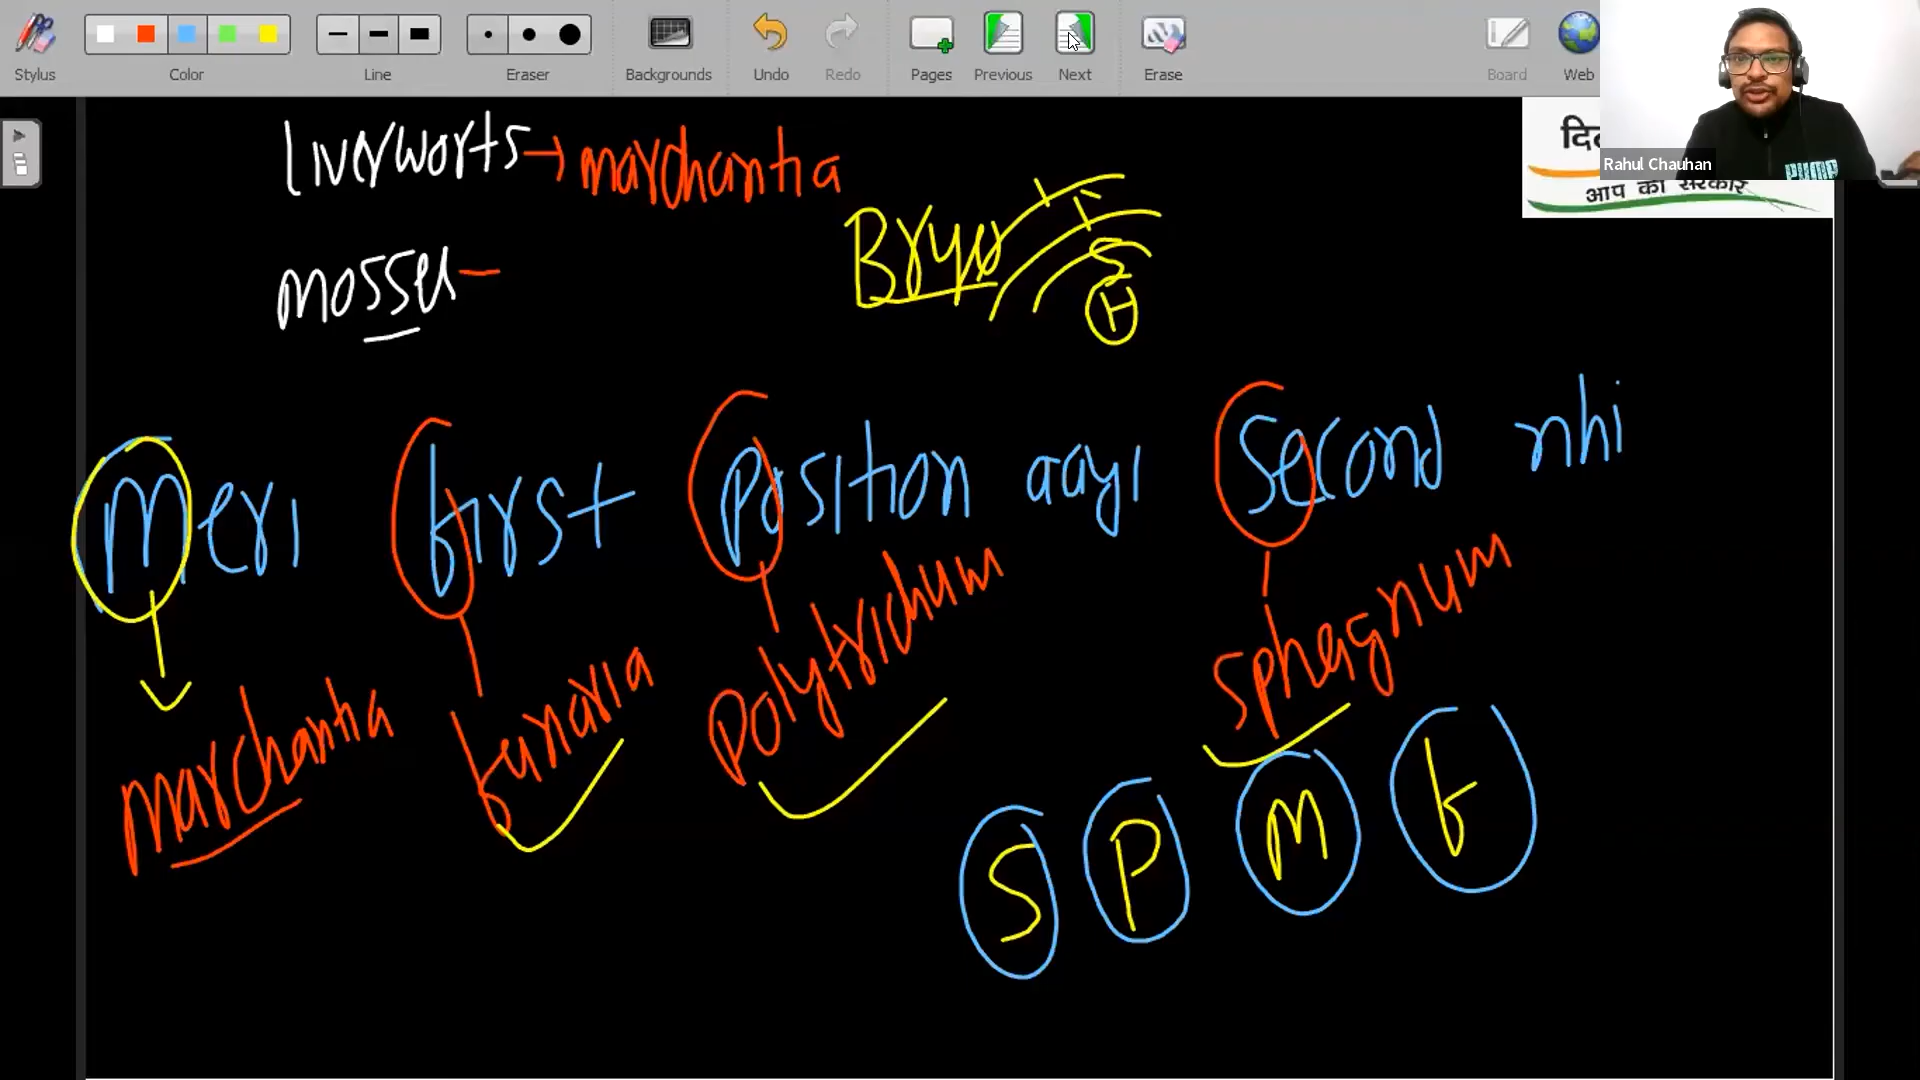 Stylus Color Line Eraser Backgrounds Undo Redo Pages Previous Next Erase Board Web
Rahul Chauhan
आप की सरकार
PUMA
Liverworts → marchantia
Bryo
H
mosses -
Meri first Position aayi Second nhi
marchantia funaria Polytrichum Sphagnum
S P M f